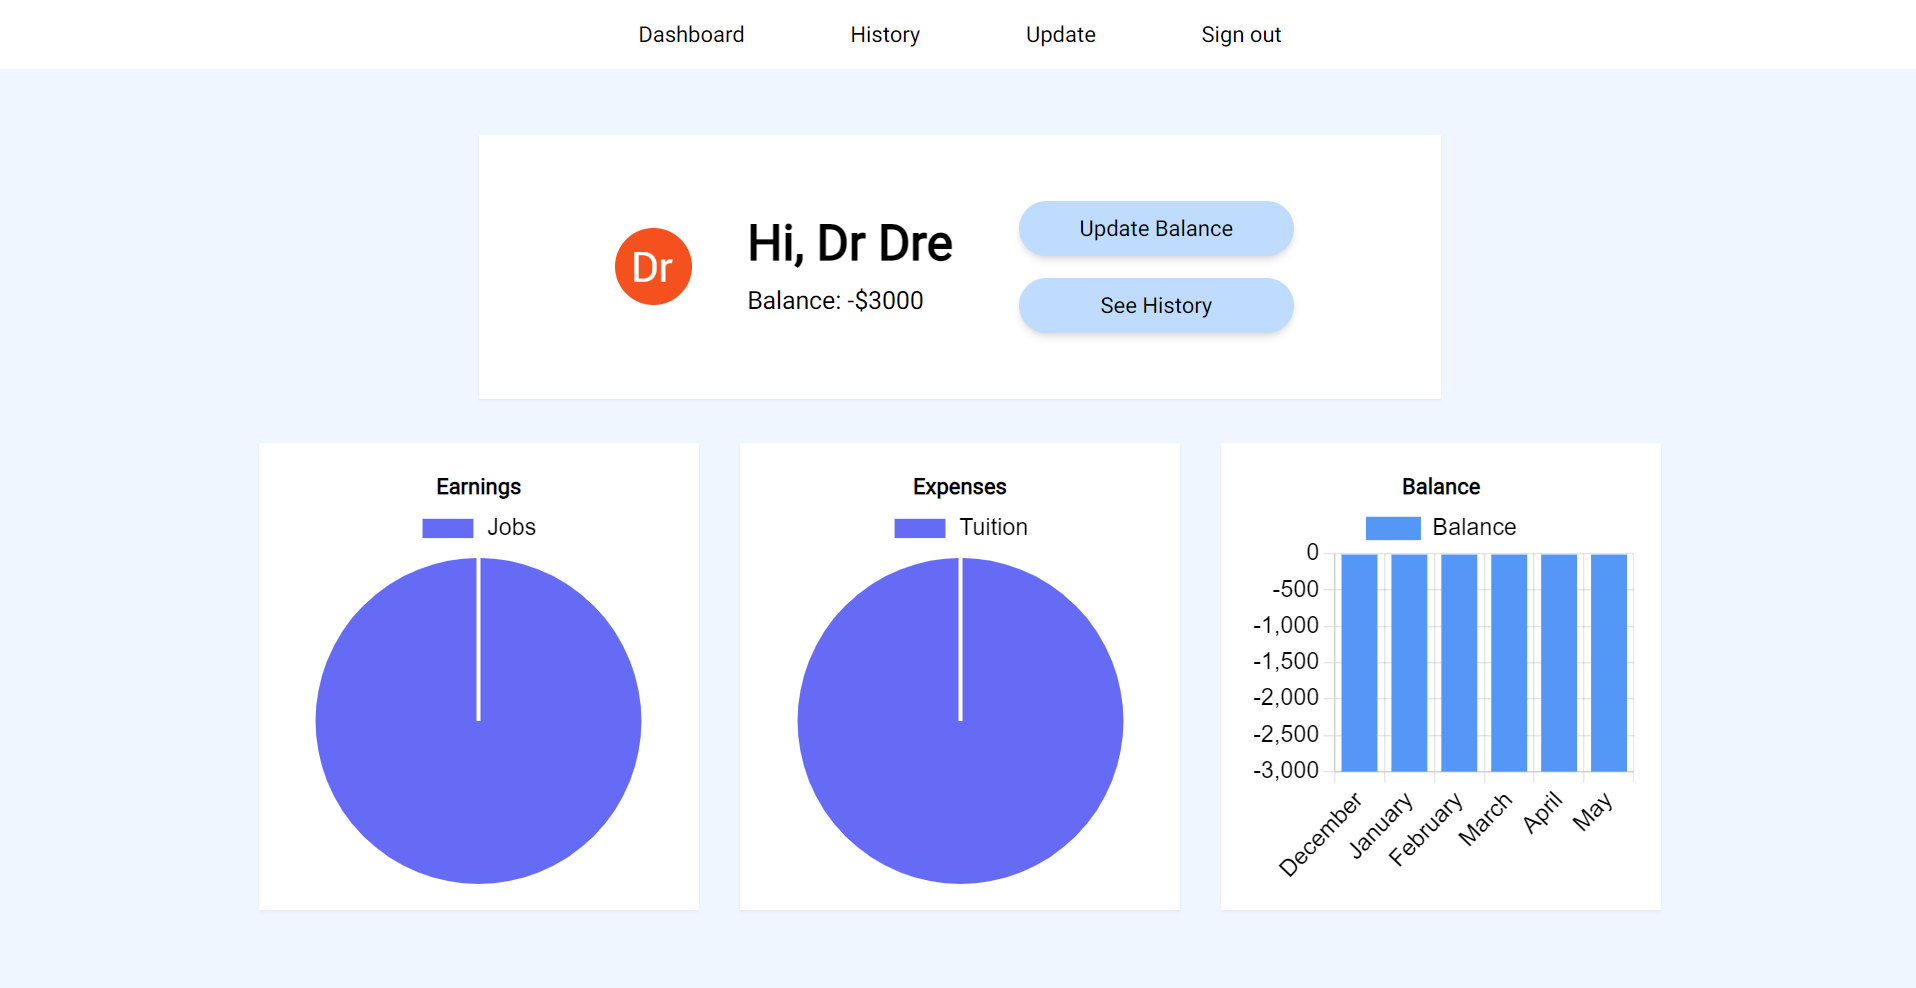 Dashboard History Update Sign out
Dr
Hi, Dr Dre
Balance: -$3000
Update Balance
See History
Earnings
Jobs
Expenses
Tuition
Balance
Balance
0
-500
-1,000
-1,500
-2,000
-2,500
-3,000
December January February March April May